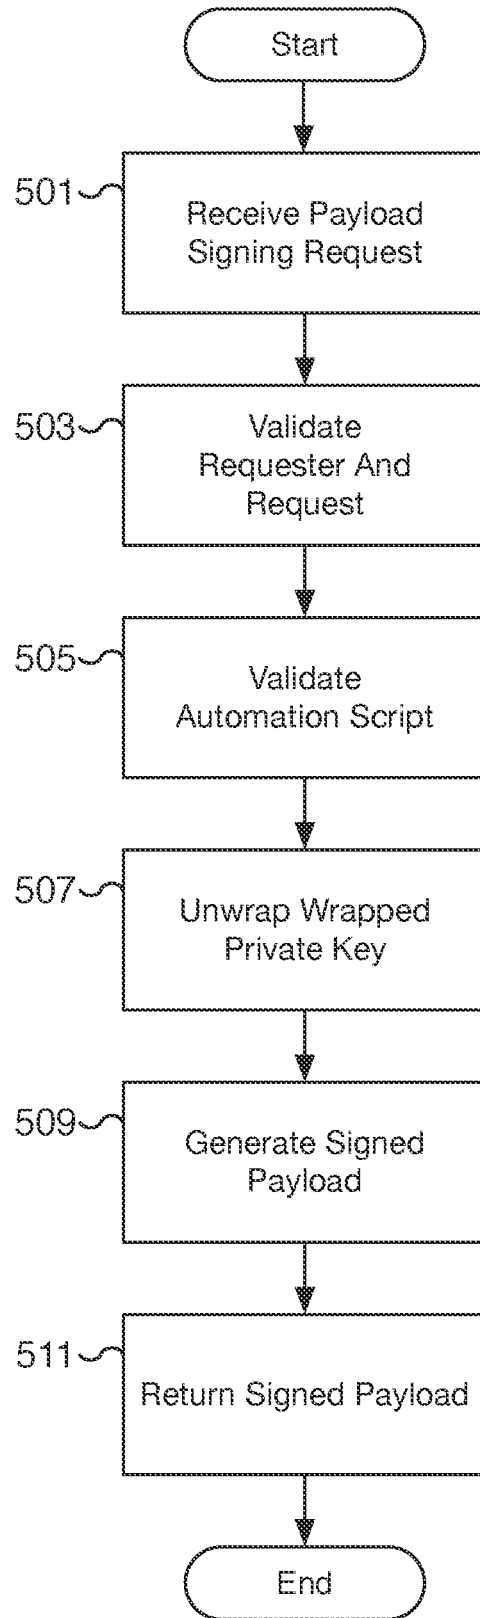 Start
501
Receive Payload
Signing Request
503
Validate
Requester And
Request
505
Validate
Automation Script
507
Unwrap Wrapped
Private Key
509
Generate Signed
Payload
511
Return Signed Payload
End